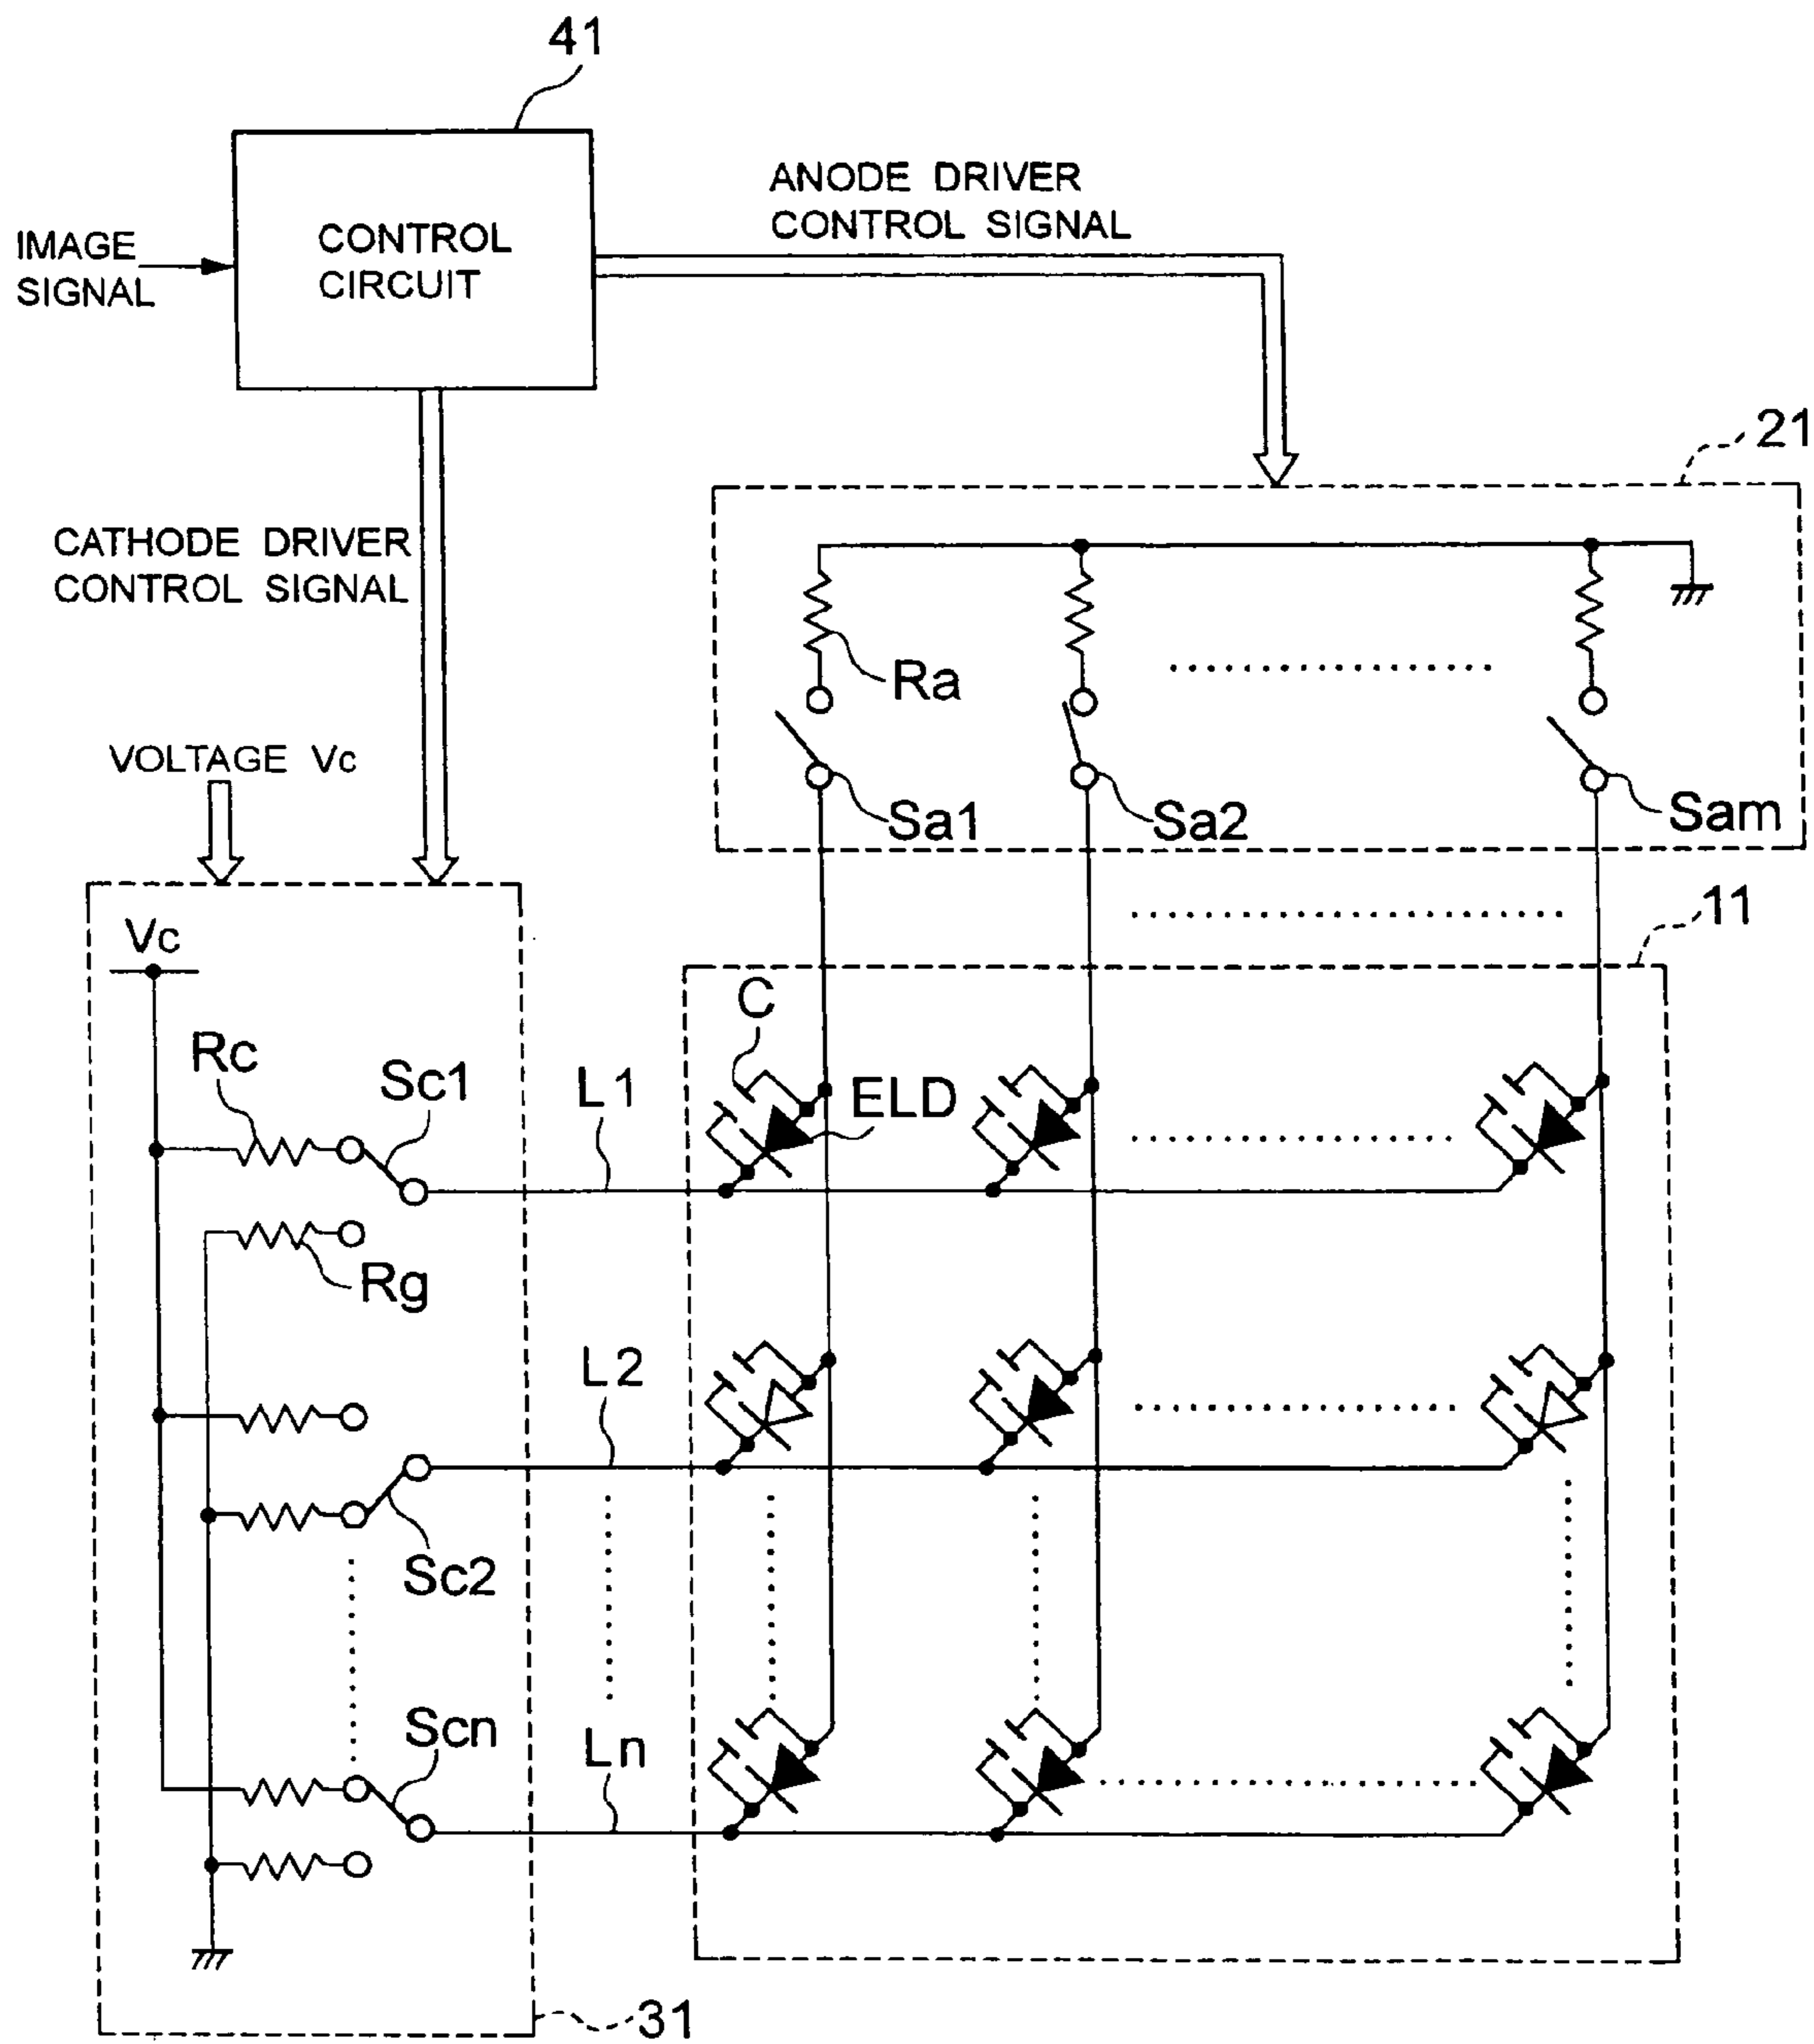 41
ANODE DRIVER
CONTROL SIGNAL
IMAGE
SIGNAL
CONTROL
CIRCUIT
21
CATHODE DRIVER
CONTROL SIGNAL
Ra
VOLTAGE Vc
Sa1
Sa2
Sam
11
Vc
C
Rc
Sc1
L1
ELD
Rg
L2
Sc2
Scn
Ln
31